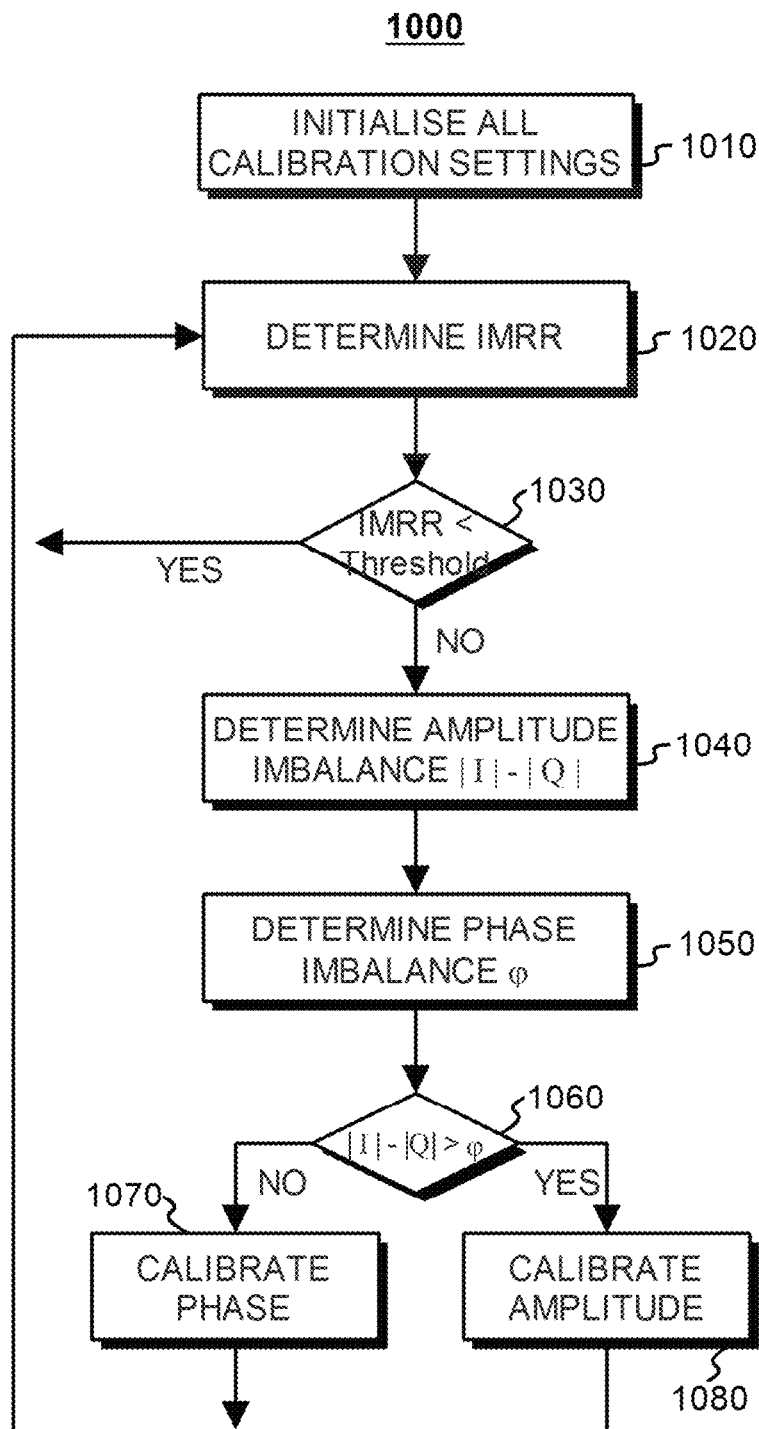 1000
INITIALISE ALL
CALIBRATION SETTINGS
1010
DETERMINE IMRR
1020
1030
IMRR <
Threshold
YES
NO
DETERMINE AMPLITUDE
IMBALANCE |I| - |Q|
1040
DETERMINE PHASE
IMBALANCE φ
1050
1060
|I| - |Q| > φ
NO
YES
1070
CALIBRATE
PHASE
CALIBRATE
AMPLITUDE
1080